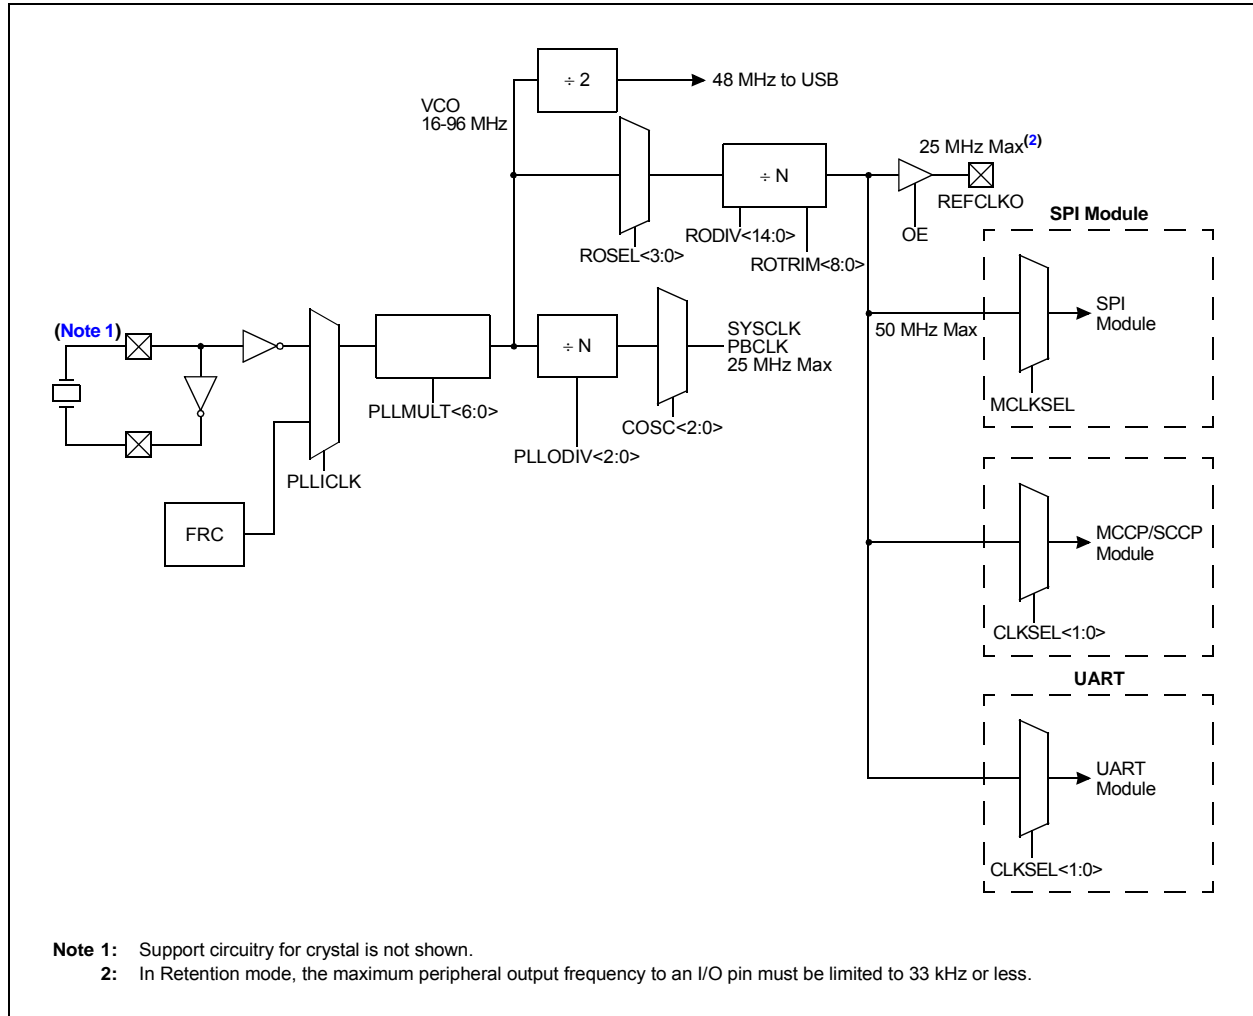 ÷ 2
48 MHz to USB
VCO
16-96 MHz
25 MHz Max(2)
÷ N
REFCLKO
SPI Module
RODIV<14:0>
OE
ROSEL<3:0>
ROTRIM<8:0>
SPI
Module
(Note 1)
50 MHz Max
SYSCLK
PBCLK
25 MHz Max
÷ N
MCLKSEL
PLLMULT<6:0>
COSC<2:0>
PLLODIV<2:0>
PLLICLK
FRC
MCCP/SCCP
Module
CLKSEL<1:0>
UART
UART
Module
CLKSEL<1:0>
Note 1: Support circuitry for crystal is not shown.
2: In Retention mode, the maximum peripheral output frequency to an I/O pin must be limited to 33 kHz or less.